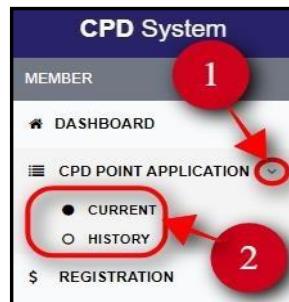 CPD System
MEMBER
1
DASHBOARD
CPD POINT APPLICATION
CURRENT
HISTORY
2
$ REGISTRATION